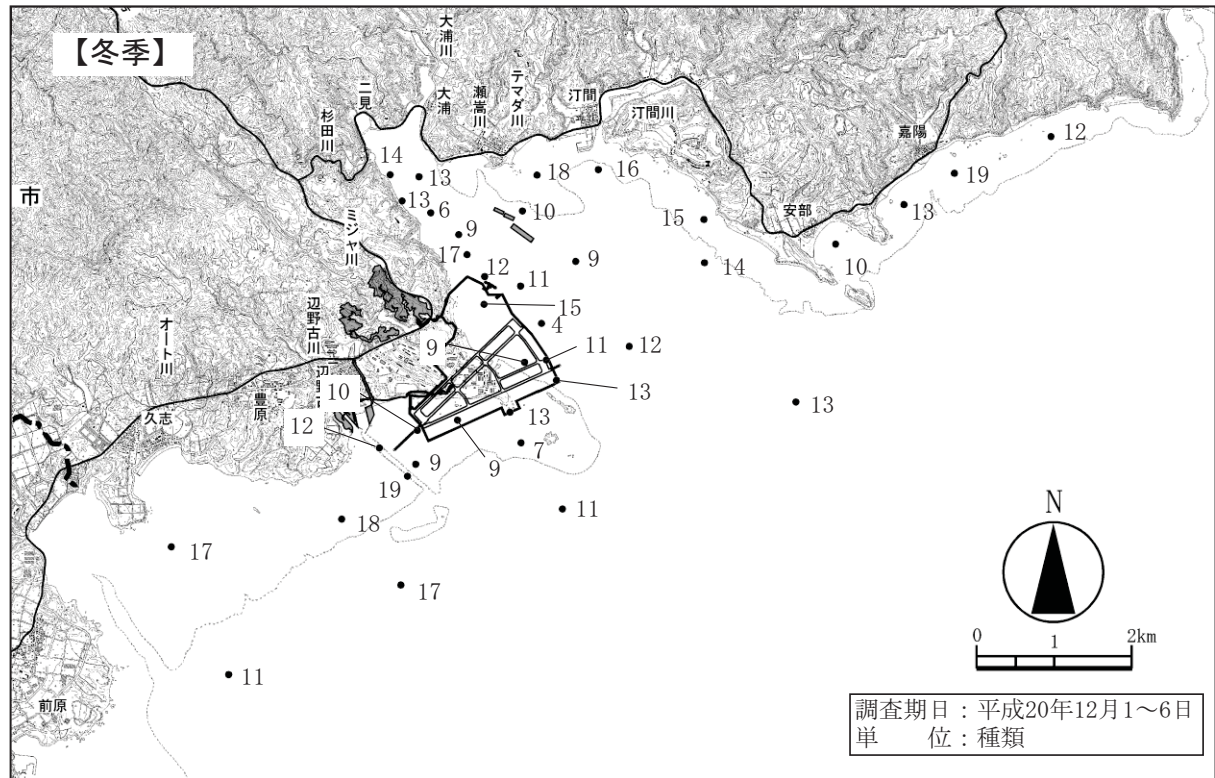 【冬季】
大浦川
大浦
瀬嵩川
テマダ川
汀間
汀間川
二見
杉田川
嘉陽
12
19
13
14
13
18
16
市
13
6
10
15
安部
ミジャ川
9
17
9
14
10
12
11
15
辺野古川
4
オート川
9
11
12
辺野古
豊原
10
13
13
久志
12
13
9
9
7
19
11
N
18
17
17
0
1
2km
11
前原
調査期日：平成20年12月1～6日
単　　位：種類